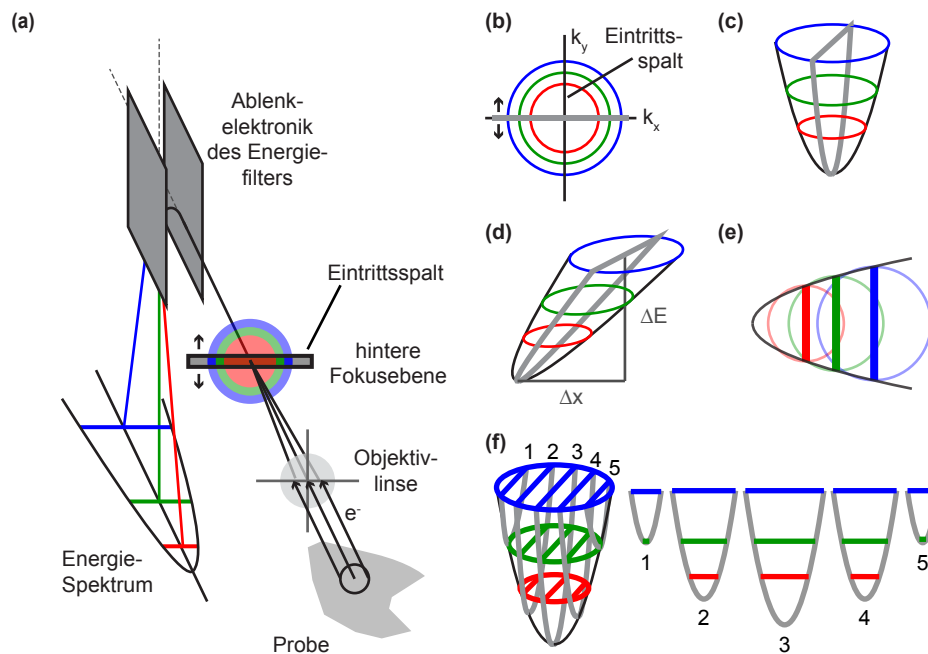 (a)
Ablenk-
elektronik
des Energie-
filters
Eintrittsspalt
hintere
Fokusebene
Objektiv-
linse
e-
Energie-
Spektrum
Probe
(b)
ky
Eintritts-
spalt
kx
(c)
(d)
ΔE
Δx
(e)
(f)
1
2
3
4
5
1
2
3
4
5